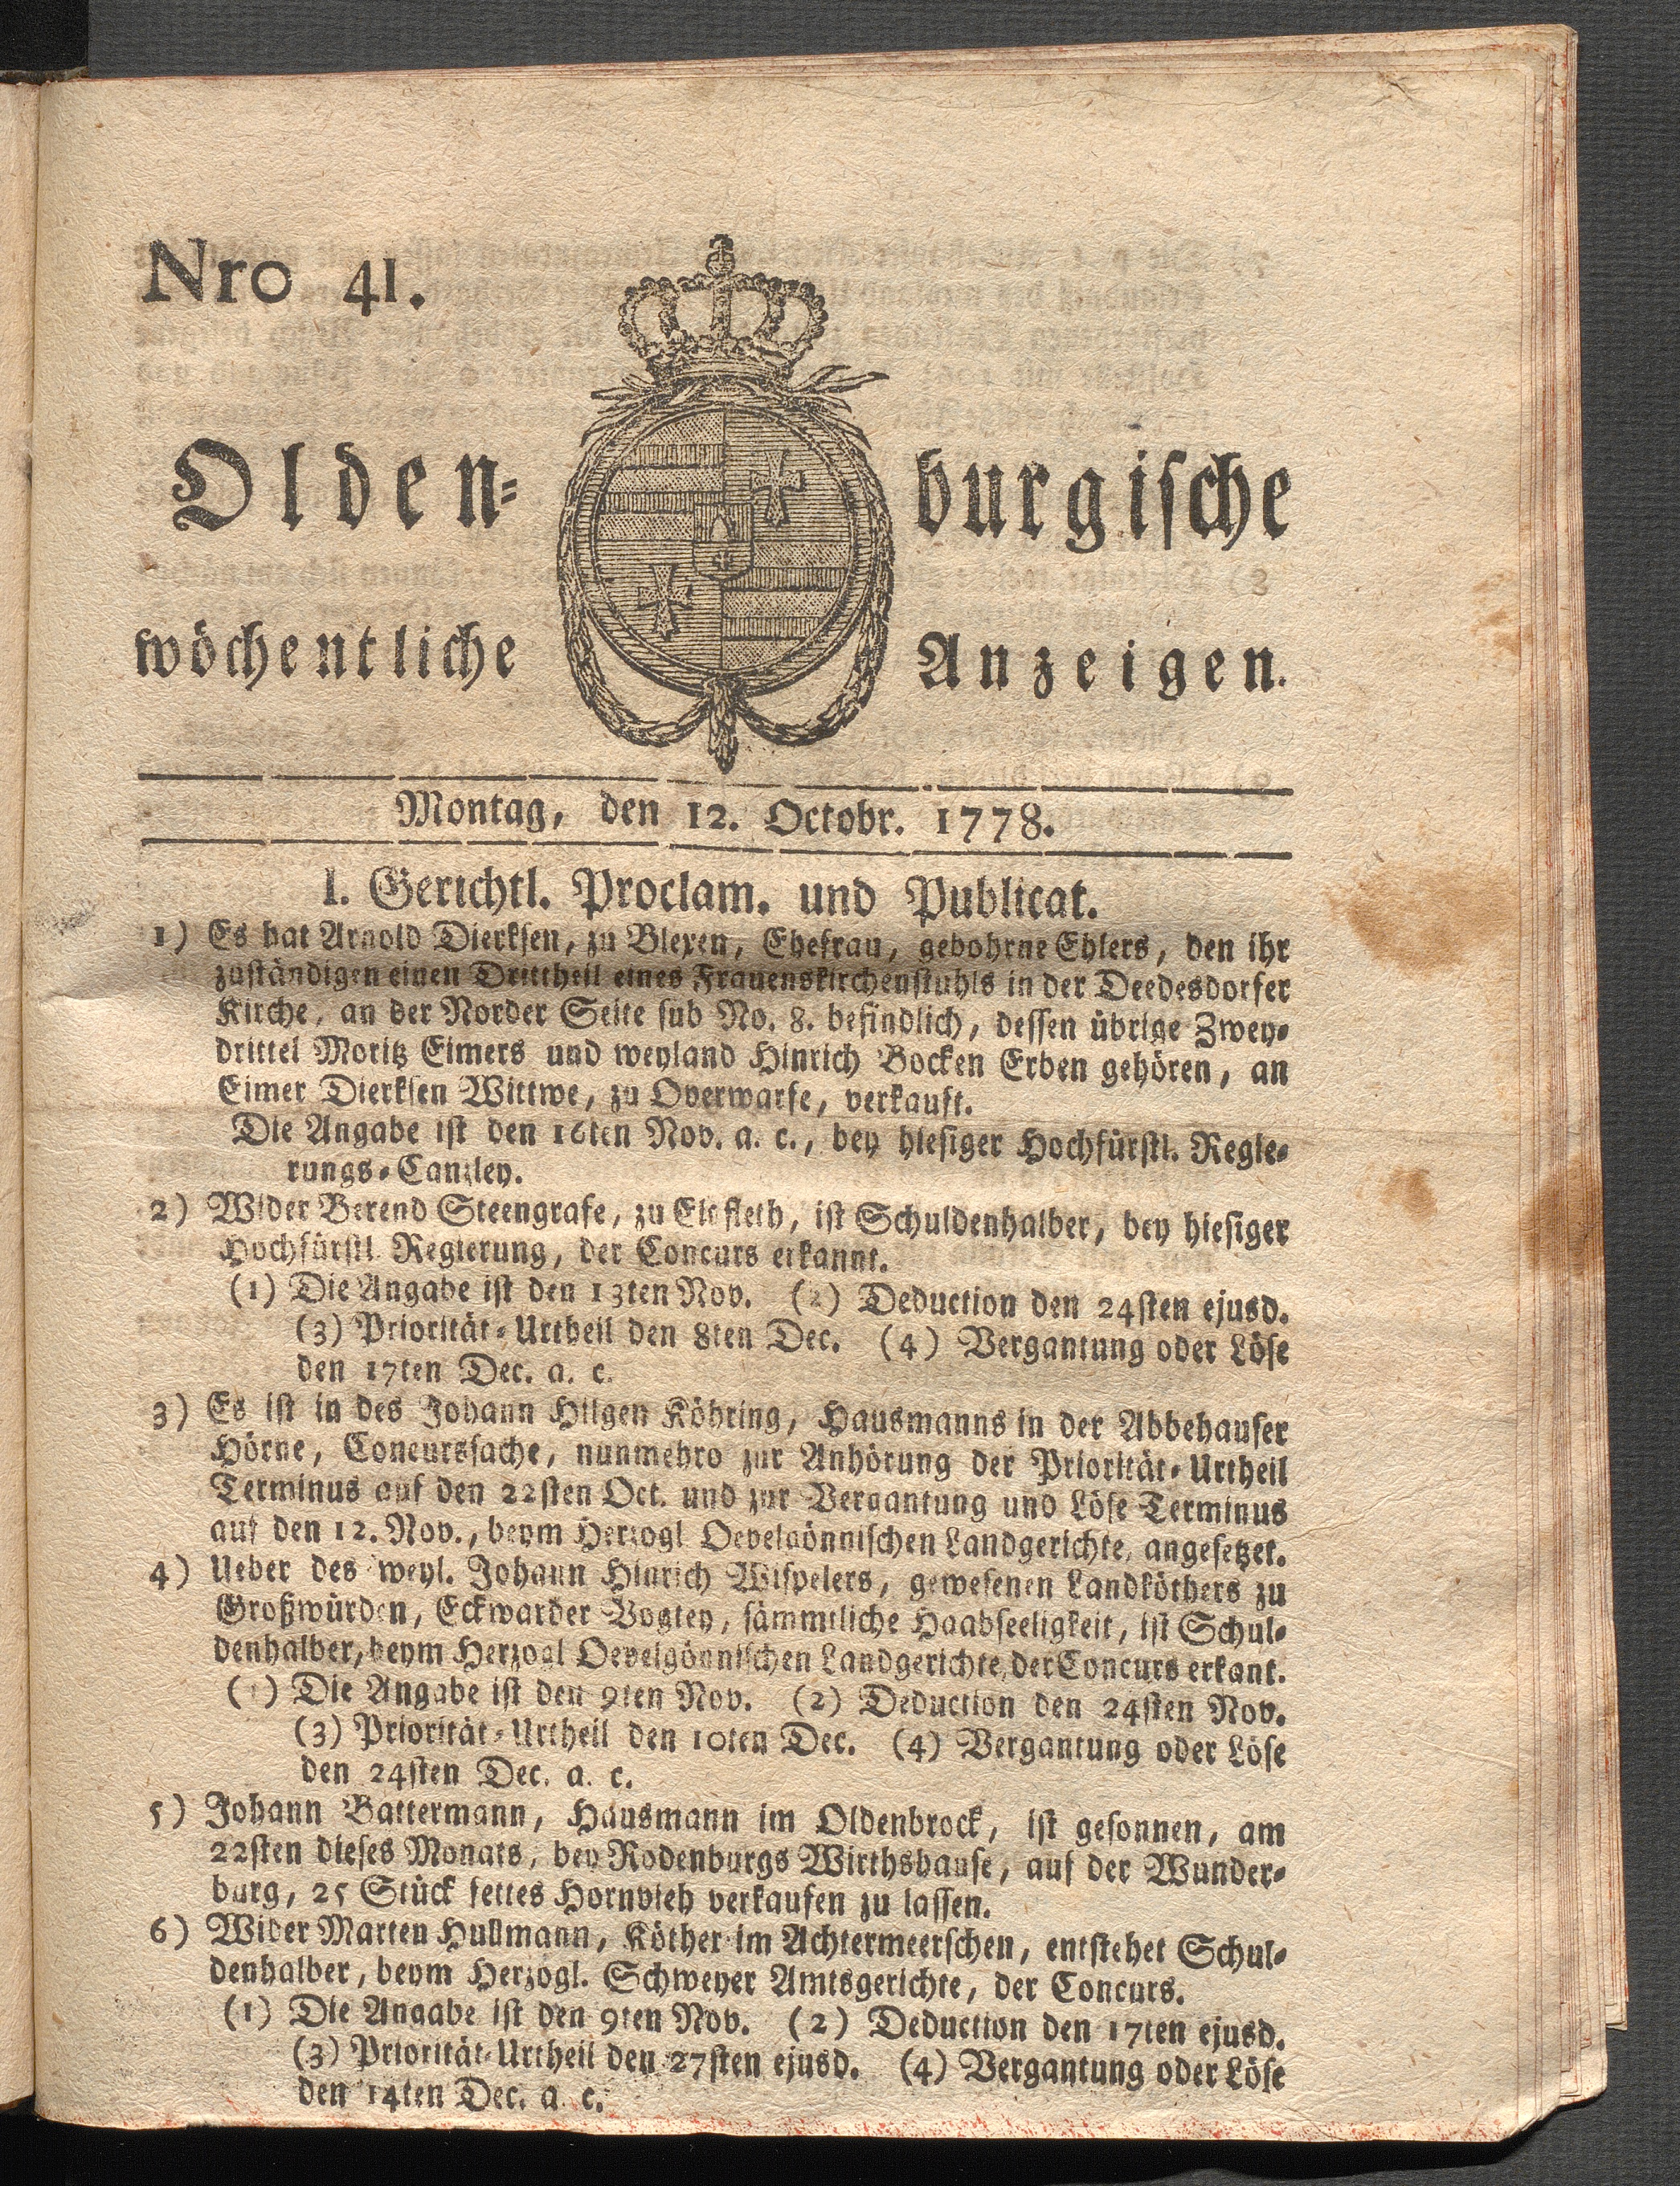 Nro 41.
Olden= burgische
wöchentliche Anzeigen.
Montag, den 12. Octobr. 1778.
I. Gerichtl. Proclam. und Publicat.
1) Es hat Arnold Dierksen, zu Blexen, Ehefrau, gebohrne Ehlers, den ihr
zuständigen einen Drittheil eines Frauenskirchenstuhls in der Deedesdorfer
Kirche, an der Norder Seite sub No. 8. befindlich, dessen übrige Zwey=
drittel Moritz Eimers und weyland Hinrich Bocken Erben gehören, an
Eimer Dierksen Wittwe, zu Overwarfe, verkauft.
Die Angabe ist den 16ten Nov. a. c., bey hiesiger Hochfürstl. Regie=
rungs=Canzley.
2) Wider Berend Steengrafe, zu Elsfleth, ist Schuldenhalber, bey hiesiger
Hochfürstl. Regierung, der Concurs erkannt.
(1) Die Angabe ist den 13ten Nov. (2) Deduction den 24sten ejusd.
(3) Priorität=Urtheil den 8ten Dec. (4) Vergantung oder Löse
den 17ten Dec. a. c.
3) Es ist in des Johann Hilgen Köhring, Hausmanns in der Abbehauser
Hörne, Coneurssache, nunmehro zur Anhörung der Priorität=Urtheil
Terminus auf den 22sten Oct. und zur Vergantung und Löse Terminus
auf den 12. Nov., beym Herzogl Oevelgönnischen Landgerichte, angesetzet.
4) Ueber des weyl. Johann Hinrich Wispelers, gewesenen Landköthers zu
Großwürden, Eckwarder Vogtey, sämmtliche Haabseeligkeit, ist Schul=
denhalber, beym Herzogl Oevelgönnischen Landgerichte, der Concurs erkant.
(1) Die Angabe ist den 9ten Nov. (2) Deduction den 24sten Nov.
(3) Priorität=Urtheil den 10ten Dec. (4) Vergantung oder Löse
den 24sten Dec. a. c.
5) Johann Battermann, Hausmann im Oldenbrock, ist gesonnen, am
22sten dieses Monats, bey Rodenburgs Wirthshause, auf der Wunder=
burg, 25 Stück fettes Hornvieh verkaufen zu lassen.
6) Wider Marten Hullmann, Köther im Achtermeerschen, entstehet Schul=
denhalber, beym Herzogl. Schweyer Amtsgerichte, der Concurs.
(1) Die Angabe ist den 9ten Nov. (2) Deduction den 17ten ejusd.
(3) Priorität=Urtheil den 27sten ejusd. (4) Vergantung oder Löse
den 14ten Dec. a. c.